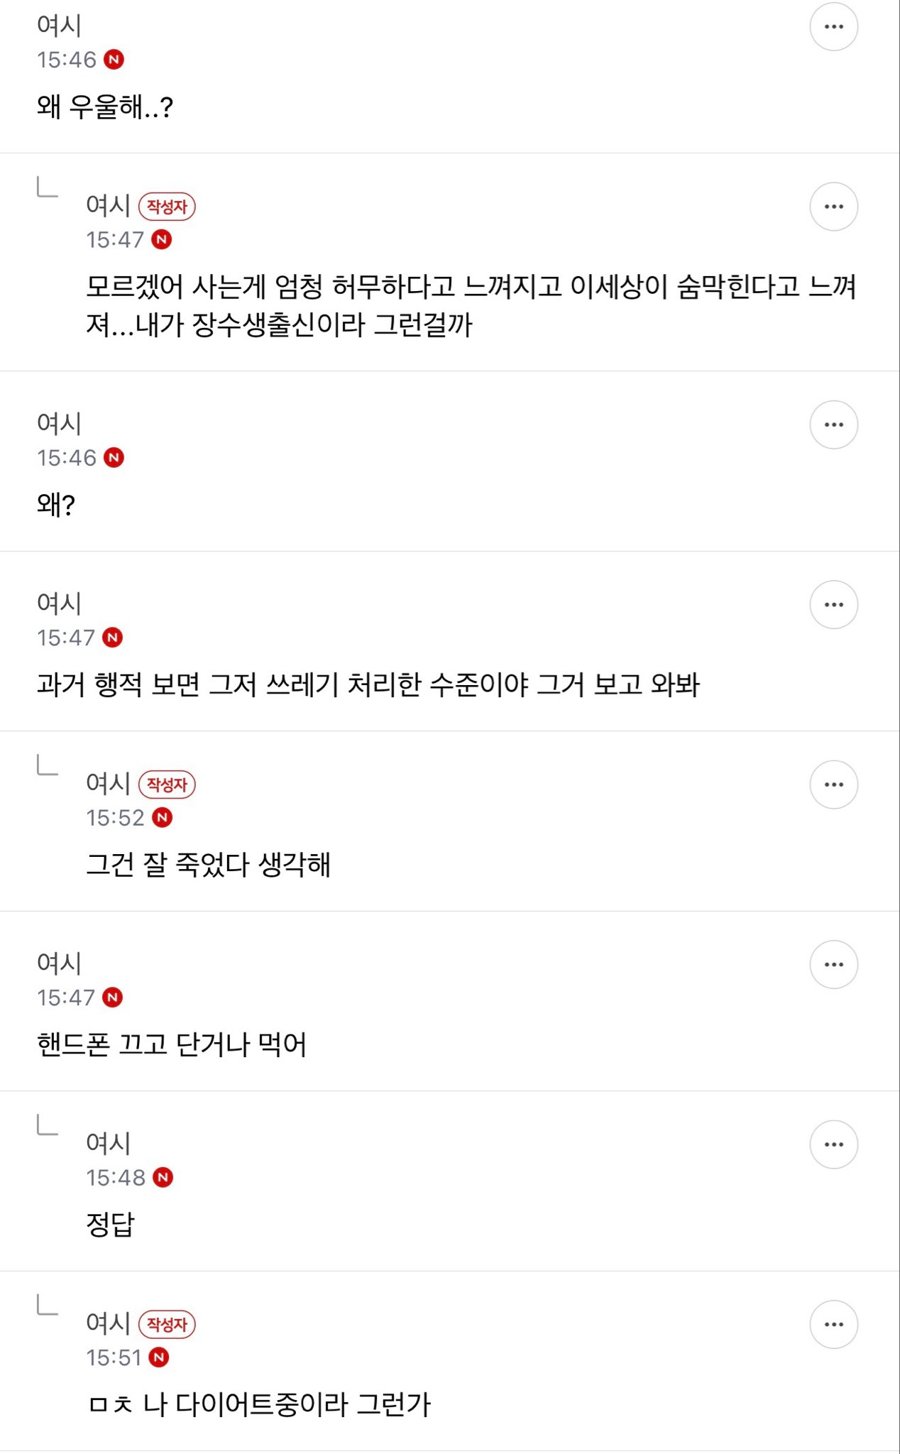 여시
15:46 N
왜 우울해..?
여시 작성자
15:47 N
모르겠어 사는게 엄청 허무하다고 느껴지고 이세상이 숨막힌다고 느껴
져...내가 장수생출신이라 그런걸까
여시
15:46 N
왜?
여시
15:47 N
과거 행적 보면 그저 쓰레기 처리한 수준이야 그거 보고 와봐
여시 작성자
15:52 N
그건 잘 죽었다 생각해
여시
15:47 N
핸드폰 끄고 단거나 먹어
여시
15:48 N
정답
여시 작성자
15:51 N
ㅁㅊ 나 다이어트중이라 그런가